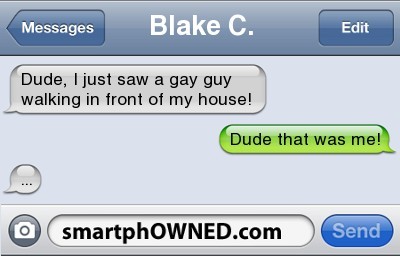 Messages
Blake C.
Edit
Dude, I just saw a gay guy
walking in front of my house!
Dude that was me!
...
smartphOWNED.com
Send